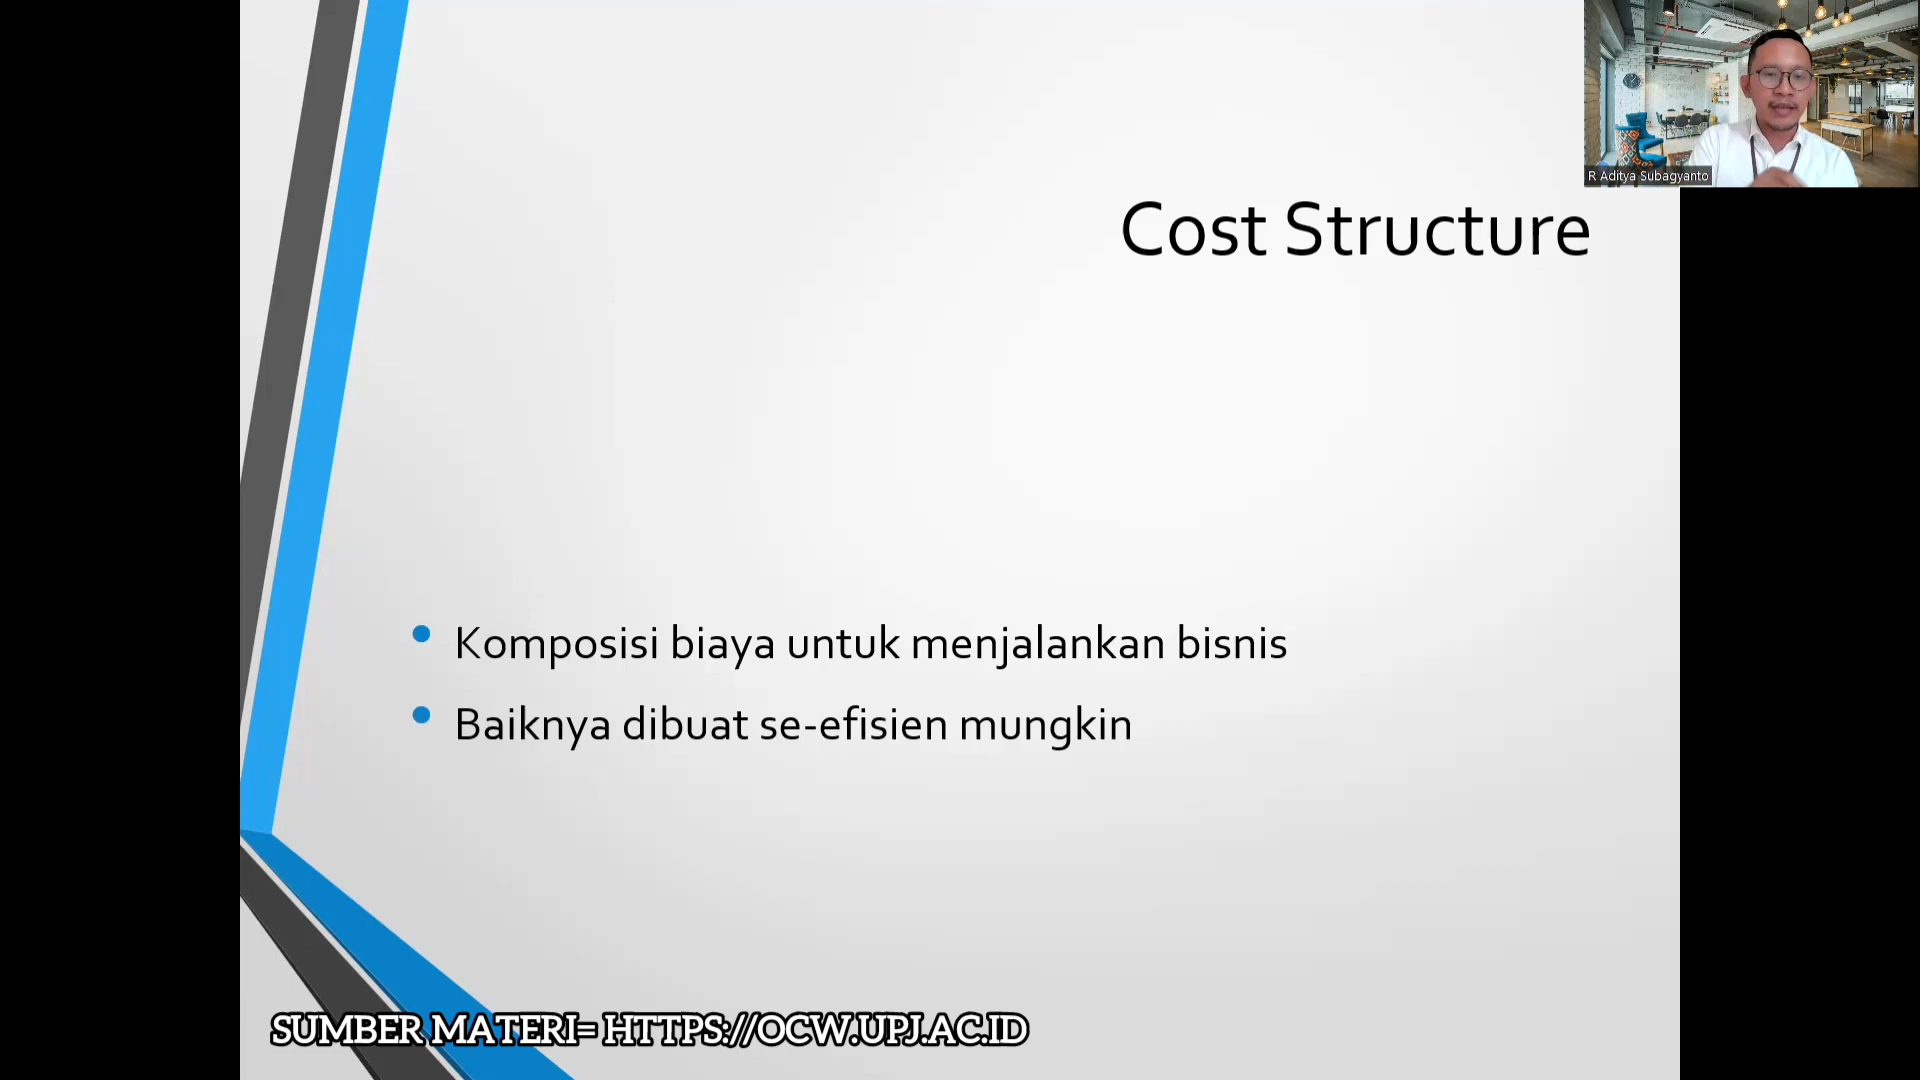 R Aditya Subagyanto
Cost Structure
Komposisi biaya untuk menjalankan bisnis
Baiknya dibuat se-efisien mungkin
SUMBER MATERI= HTTPS://OCW.UPJ.AC.ID